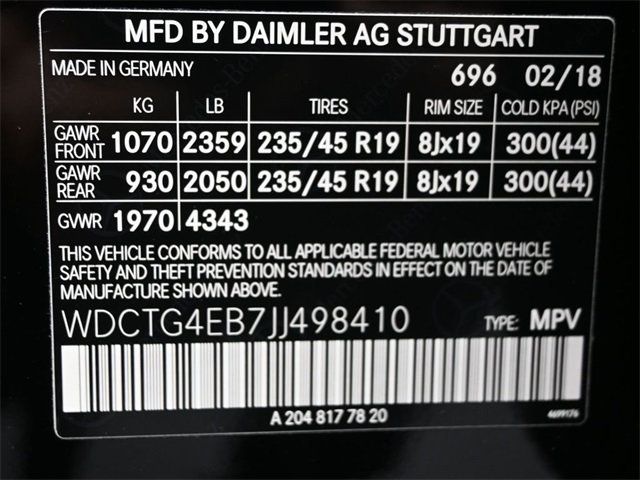 MFD BY DAIMLER AG STUTTGART
MADE IN GERMANY 696 02/18
KG LB TIRES RIM SIZE COLD KPA (PSI)
GAWR FRONT 1070 2359 235/45 R19 8Jx19 300(44)
GAWR REAR 930 2050 235/45 R19 8Jx19 300(44)
GVWR 1970 4343
THIS VEHICLE CONFORMS TO ALL APPLICABLE FEDERAL MOTOR VEHICLE
SAFETY AND THEFT PREVENTION STANDARDS IN EFFECT ON THE DATE OF
MANUFACTURE SHOWN ABOVE.
WDCTG4EB7JJ498410 TYPE: MPV
A 204 817 78 20 4699176